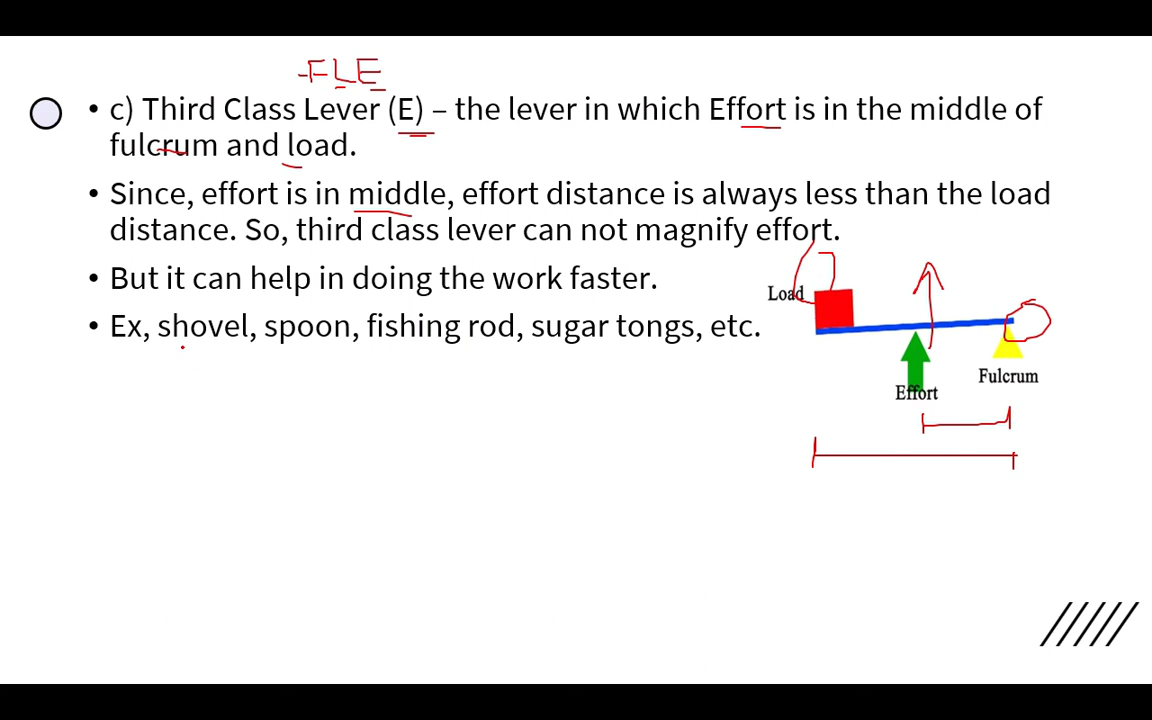 FLE
• c) Third Class Lever (E) – the lever in which Effort is in the middle of
fulcrum and load.
• Since, effort is in middle, effort distance is always less than the load
distance. So, third class lever can not magnify effort.
• But it can help in doing the work faster.
• Ex, shovel, spoon, fishing rod, sugar tongs, etc.
Load
Effort
Fulcrum